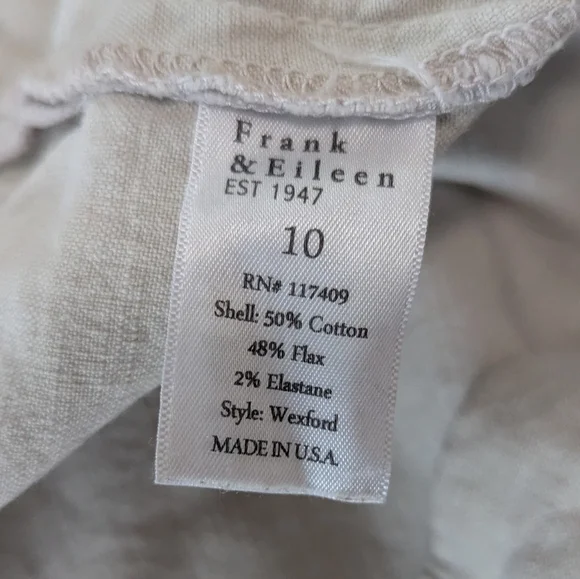 Frank
& Eileen
EST 1947
10
RN# 117409
Shell: 50% Cotton
48% Flax
2% Elastane
Style: Wexford
MADE IN U.S.A.